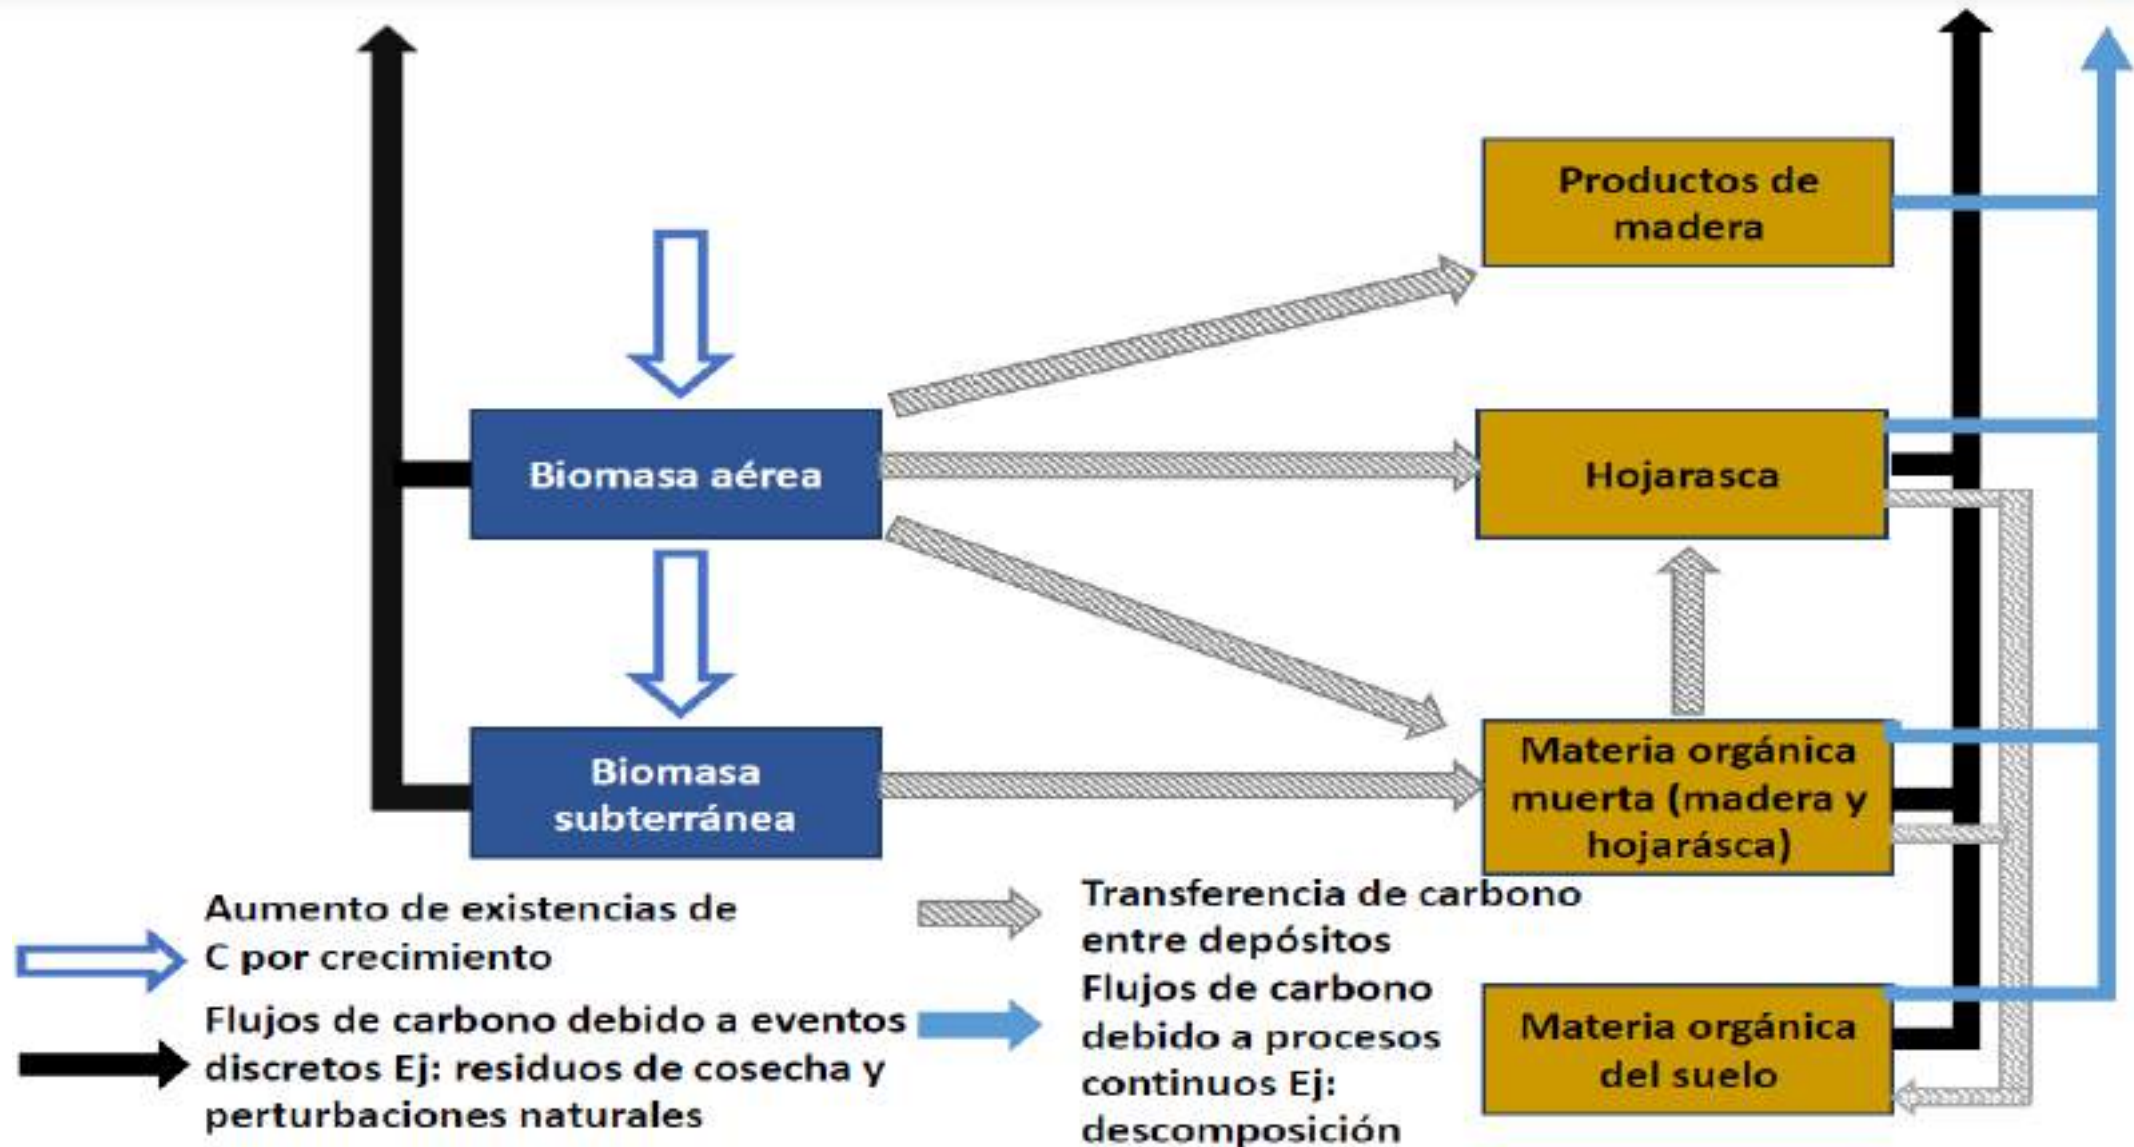 Productos de
madera
Biomasa aérea
Hojarasca
Biomasa
subterránea
Materia orgánica
muerta (madera y
hojarásca)
Aumento de existencias de
C por crecimiento
Flujos de carbono debido a eventos
discretos Ej: residuos de cosecha y
perturbaciones naturales
Transferencia de carbono
entre depósitos
Flujos de carbono
debido a procesos
continuos Ej:
descomposición
Materia orgánica
del suelo